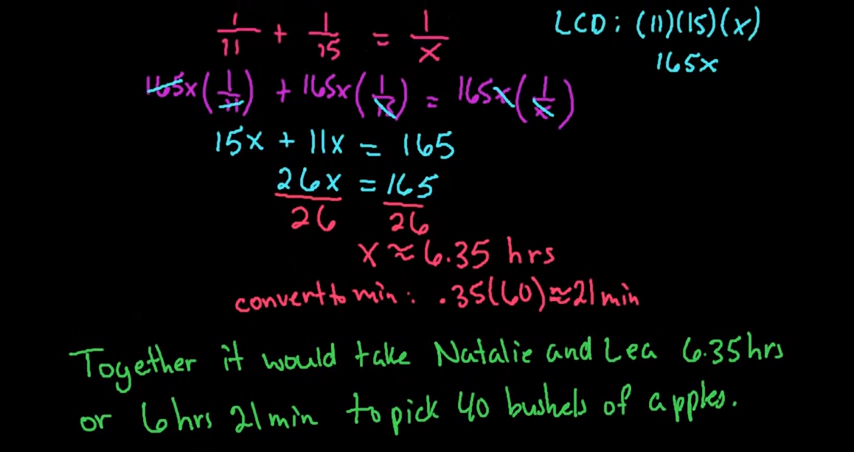 1/11 + 1/15 = 1/x
LCD: (11)(15)(x)
165x
165x(1/11) + 165x(1/15) = 165x(1/x)
15x + 11x = 165
26x = 165
26 26
x ≈ 6.35 hrs
convert to min: .35(60)≈21min
Together it would take Natalie and Lea 6.35 hrs
or 6 hrs 21 min to pick 40 bushels of apples.